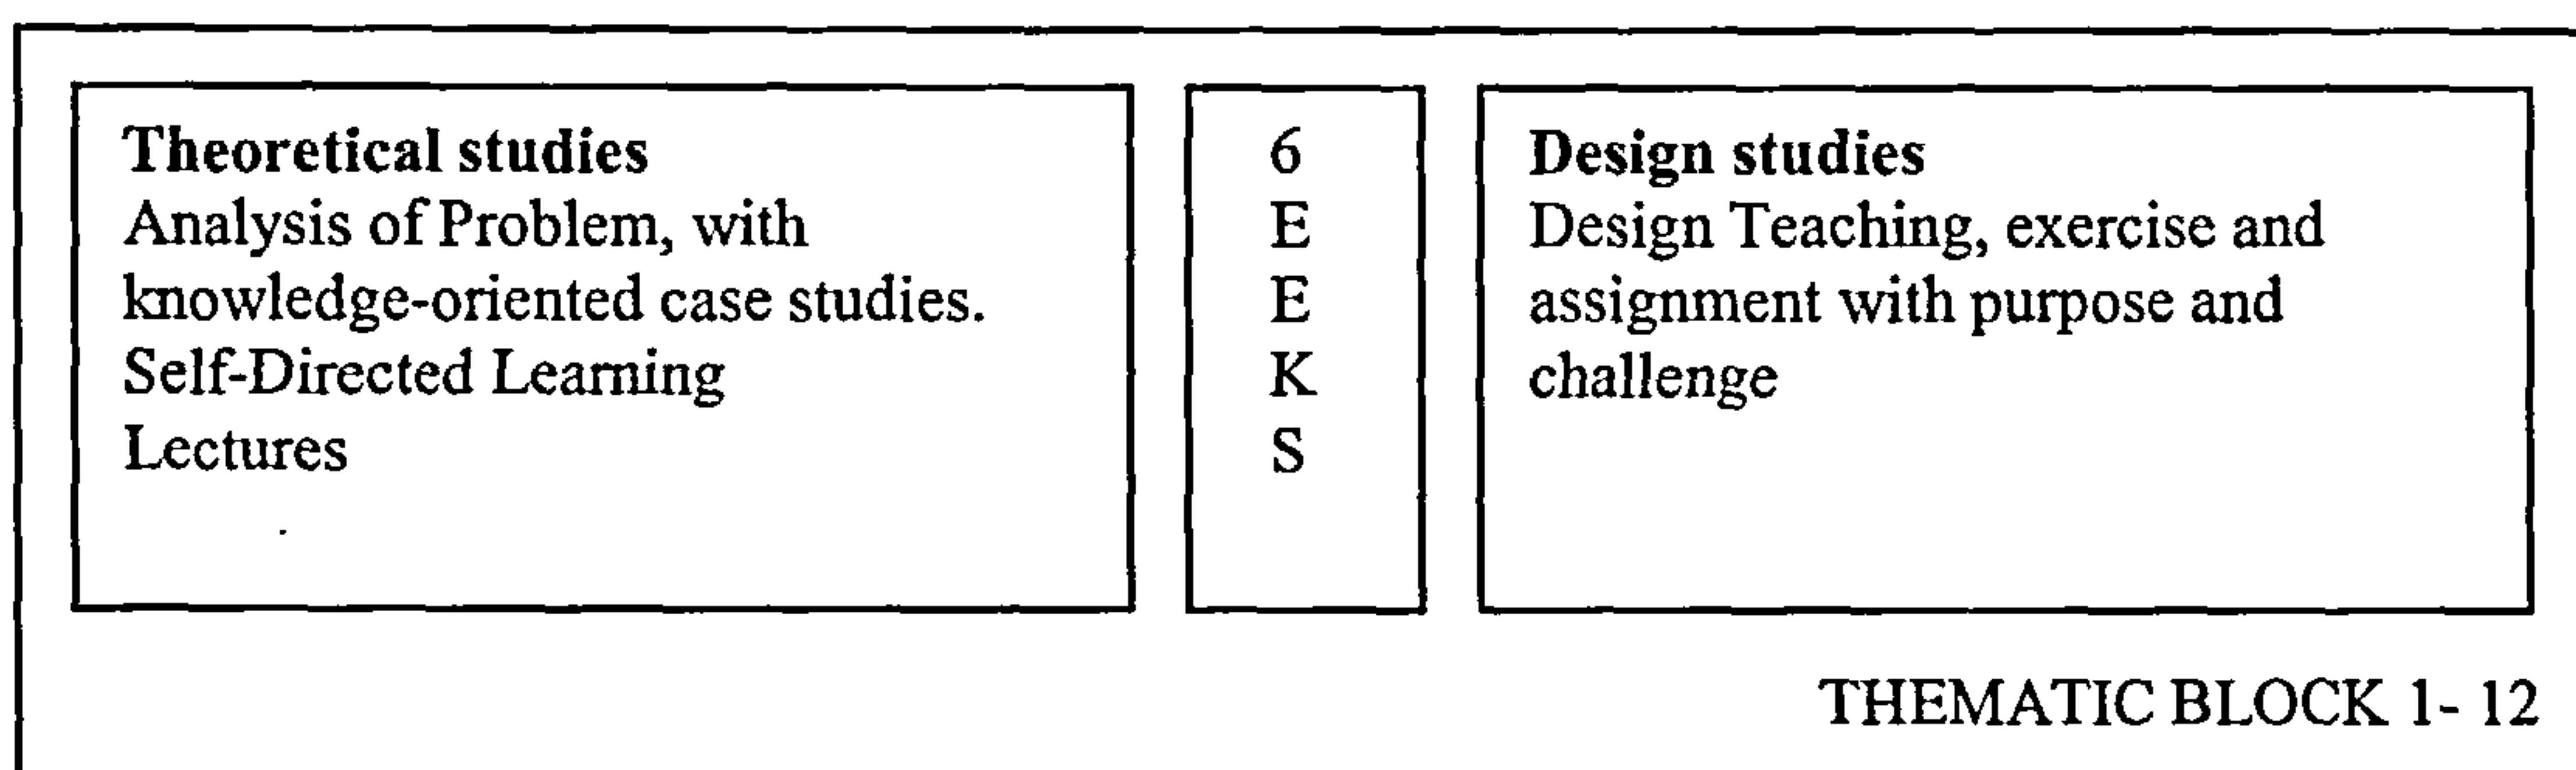 Theoretical studies
Analysis of Problem, with
knowledge-oriented case studies.
Self-Directed Learning
Lectures
6
E
E
K
S
Design studies
Design Teaching, exercise and
assignment with purpose and
challenge
THEMATIC BLOCK 1- 12